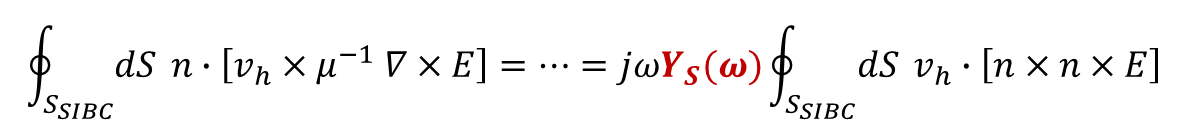 ∮_{S_{SIBC}} dS n · [v_h × μ^{-1} ∇ × E] = ⋯ = jωY_S(ω) ∮_{S_{SIBC}} dS v_h · [n × n × E]